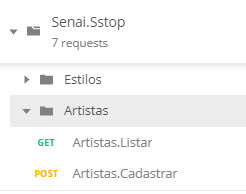 Senai.Sstop
7 requests
Estilos
Artistas
GET Artistas.Listar
POST Artistas.Cadastrar